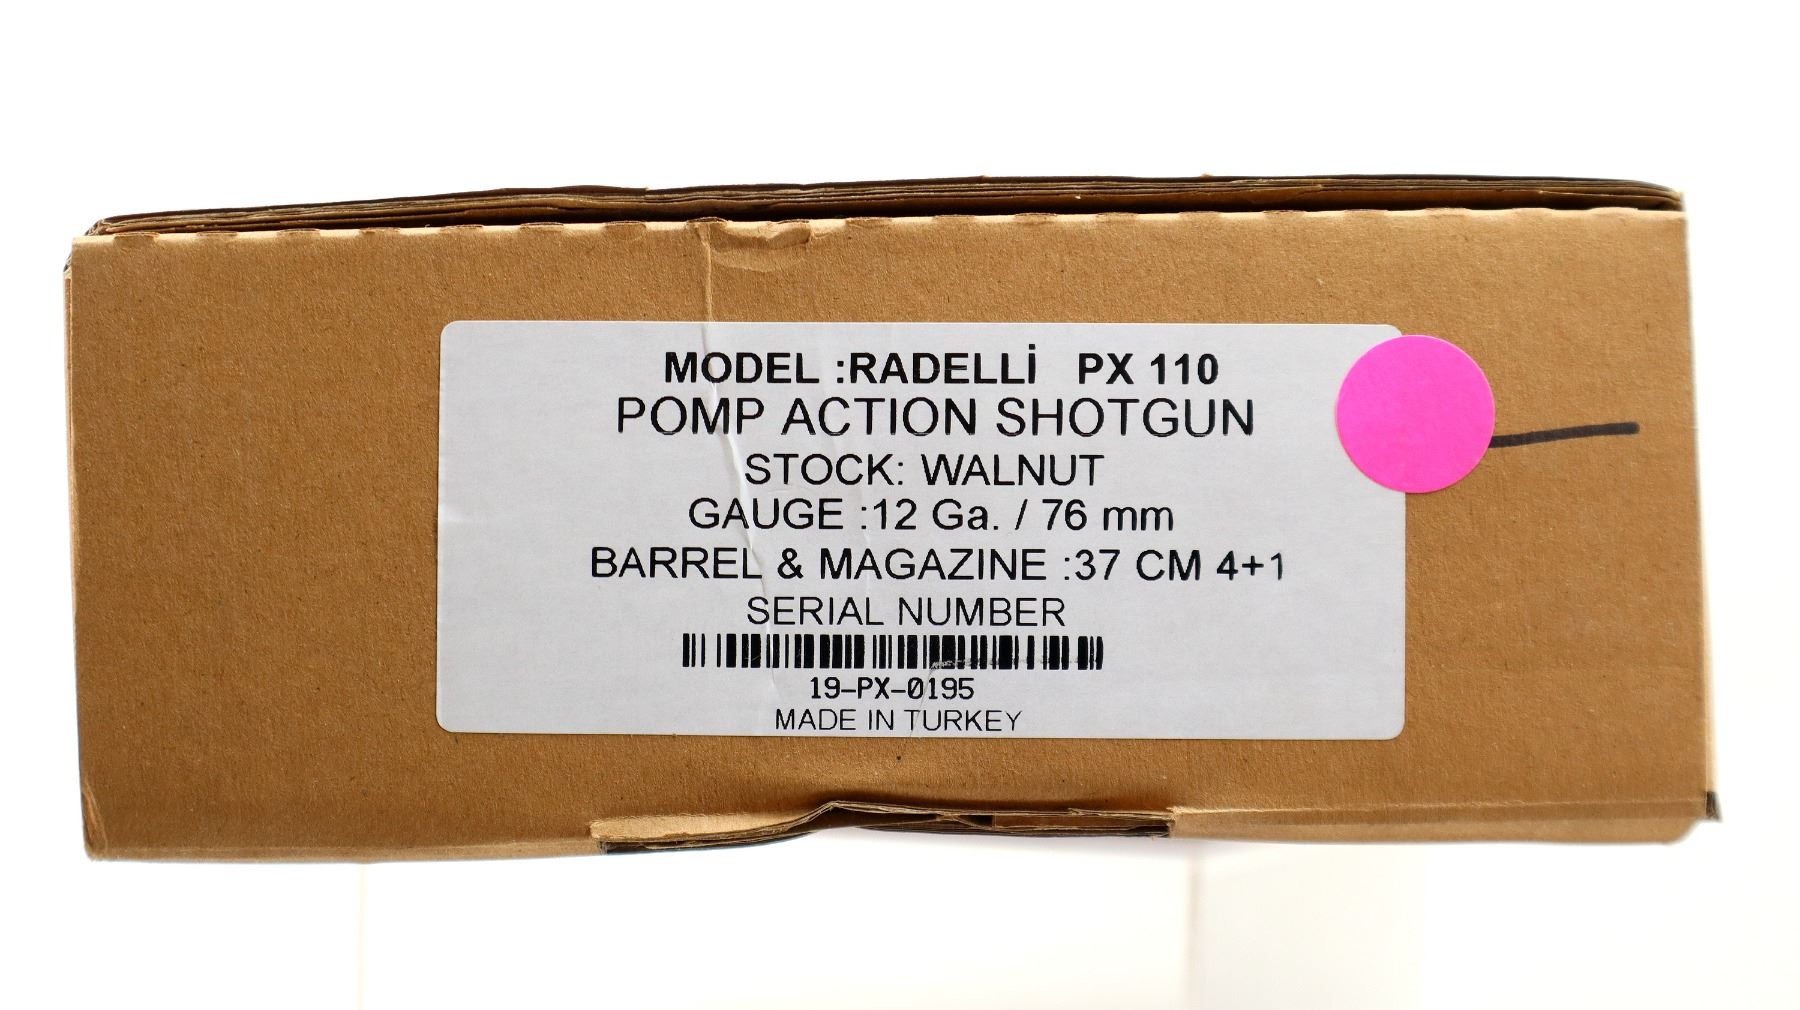 MODEL :RADELLİ PX 110
POMP ACTION SHOTGUN
STOCK: WALNUT
GAUGE :12 Ga. / 76 mm
BARREL & MAGAZINE :37 CM 4+1
SERIAL NUMBER
19-PX-0195
MADE IN TURKEY